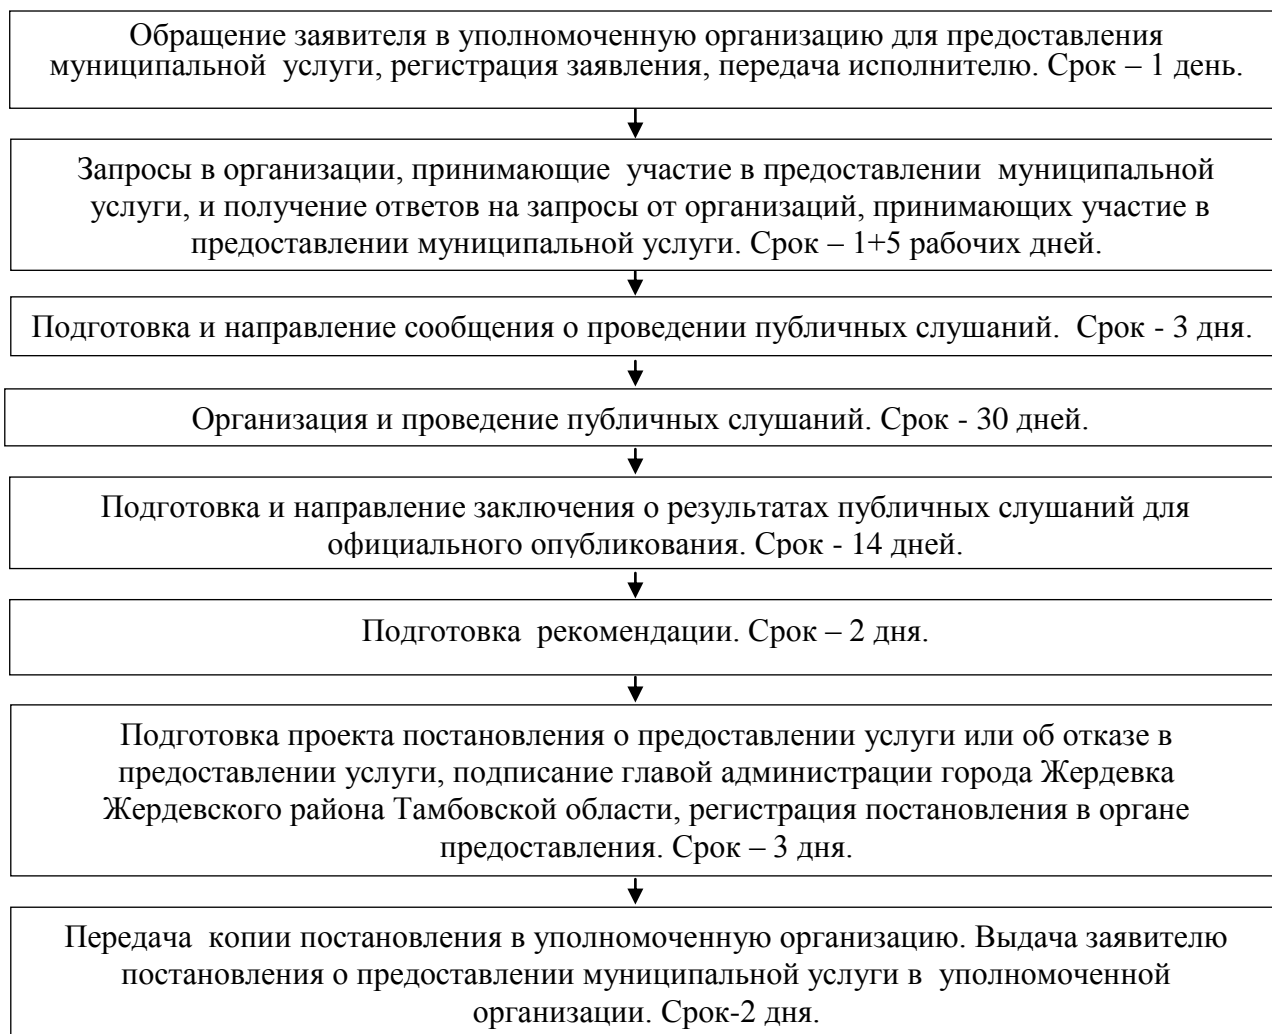 Обращение заявителя в уполномоченную организацию для предоставления
муниципальной услуги, регистрация заявления, передача исполнителю. Срок – 1 день.
Запросы в организации, принимающие участие в предоставлении муниципальной
услуги, и получение ответов на запросы от организаций, принимающих участие в
предоставлении муниципальной услуги. Срок – 1+5 рабочих дней.
Подготовка и направление сообщения о проведении публичных слушаний. Срок - 3 дня.
Организация и проведение публичных слушаний. Срок - 30 дней.
Подготовка и направление заключения о результатах публичных слушаний для
официального опубликования. Срок - 14 дней.
Подготовка рекомендации. Срок – 2 дня.
Подготовка проекта постановления о предоставлении услуги или об отказе в
предоставлении услуги, подписание главой администрации города Жердевка
Жердевского района Тамбовской области, регистрация постановления в органе
предоставления. Срок – 3 дня.
Передача копии постановления в уполномоченную организацию. Выдача заявителю
постановления о предоставлении муниципальной услуги в уполномоченной
организации. Срок-2 дня.